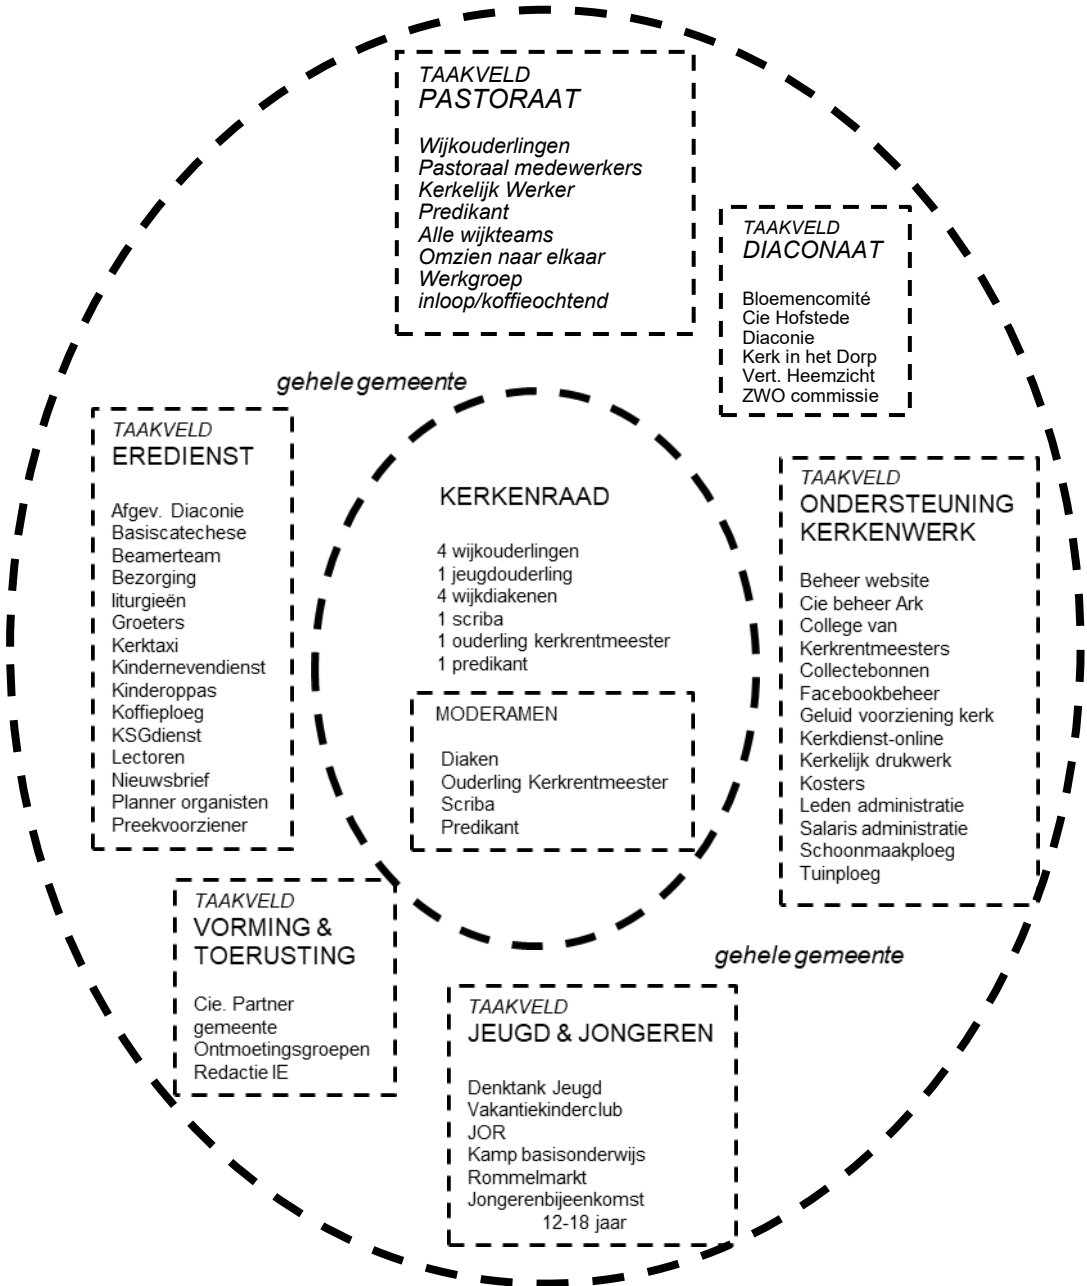 TAAKVELD
PASTORAAT
Wijkouderlingen
Pastoraal medewerkers
Kerkelijk Werker
Predikant
Alle wijkteams
Omzien naar elkaar
Werkgroep
inloop/koffieochtend
TAAKVELD
DIACONAAT
Bloemencomité
Cie Hofstede
Diaconie
Kerk in het Dorp
Vert. Heemzicht
ZWO commissie
gehele gemeente
TAAKVELD
EREDIENST
Afgev. Diaconie
Basiscatechese
Beamerteam
Bezorging
liturgieën
Groeters
Kerktaxi
Kindernevendienst
Kinderoppas
Koffieploeg
KSGdienst
Lectoren
Nieuwsbrief
Planner organisten
Preekvoorziener
KERKENRAAD
4 wijkouderlingen
1 jeugdouderling
4 wijkdiakenen
1 scriba
1 ouderling kerkrentmeester
1 predikant
MODERAMEN
Diaken
Ouderling Kerkrentmeester
Scriba
Predikant
TAAKVELD
ONDERSTEUNING
KERKENWERK
Beheer website
Cie beheer Ark
College van
Kerkrentmeesters
Collectebonnen
Facebookbeheer
Geluid voorziening kerk
Kerkdienst-online
Kerkelijk drukwerk
Kosters
Leden administratie
Salaris administratie
Schoonmaakploeg
Tuinploeg
TAAKVELD
VORMING &
TOERUSTING
Cie. Partner
gemeente
Ontmoetingsgroepen
Redactie IE
gehele gemeente
TAAKVELD
JEUGD & JONGEREN
Denktank Jeugd
Vakantiekinderclub
JOR
Kamp basisonderwijs
Rommelmarkt
Jongerenbijeenkomst
12-18 jaar